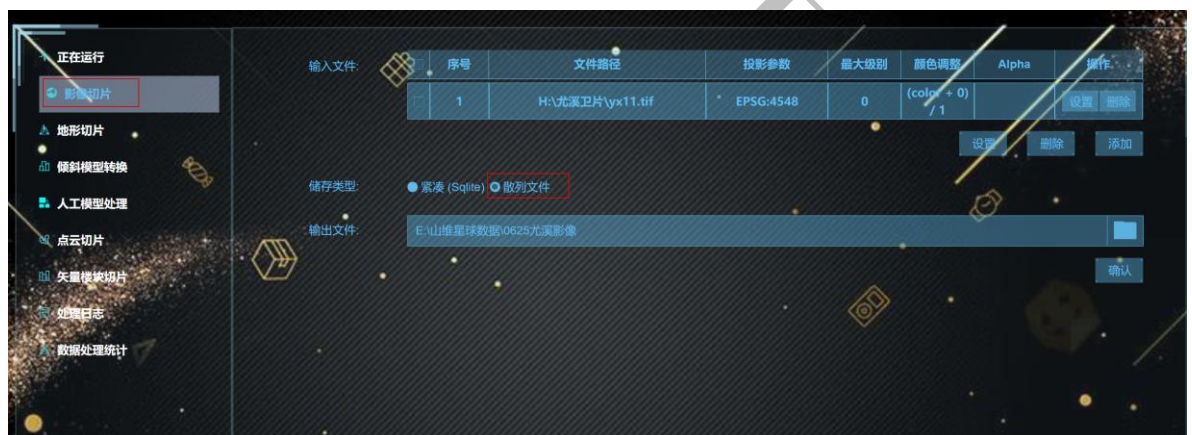 正在运行
影像切片
地形切片
倾斜模型转换
人工模型处理
点云切片
矢量楼块切片
处理日志
数据处理统计
输入文件:
序号 文件路径 投影参数 最大级别 颜色调整 Alpha 操作
1 H:\尤溪卫片\yx11.tif EPSG:4548 0 (color + 0) / 1 设置 删除
设置 删除 添加
储存类型: 紧凑 (Sqlite) 散列文件
输出文件: E:\山维星球数据\0625尤溪影像
确认